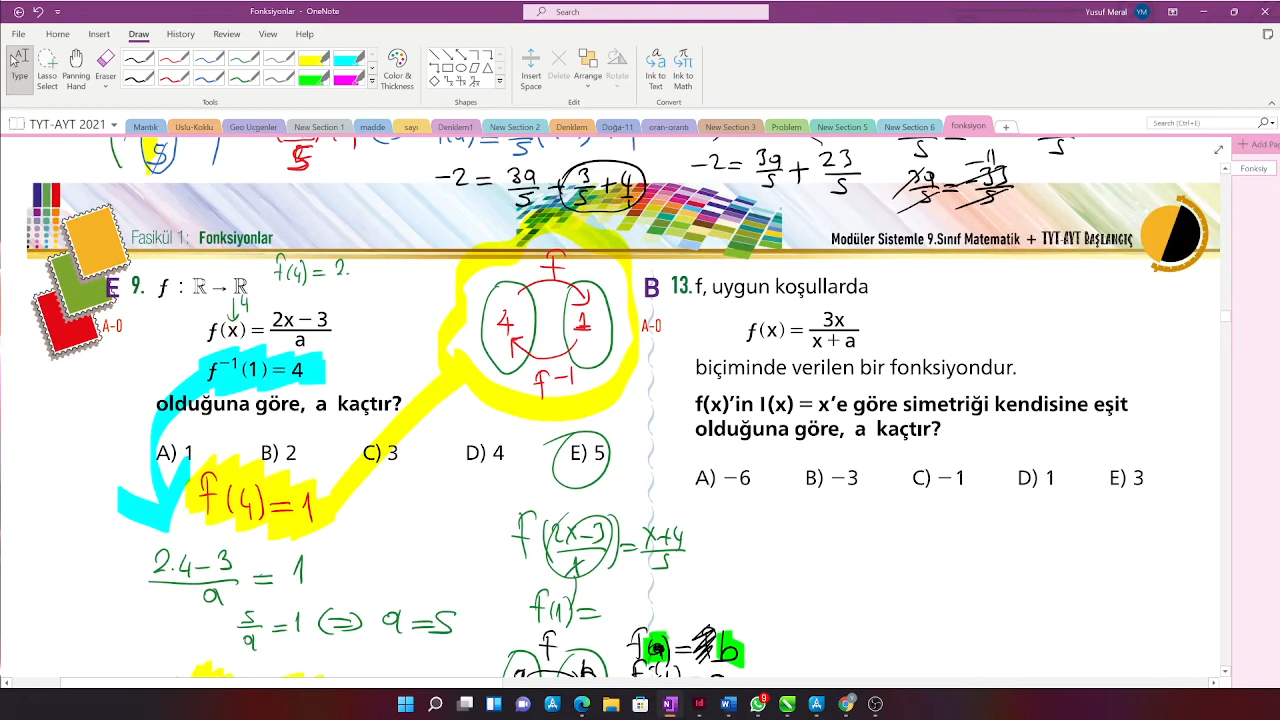 Fonksiyonlar - OneNote
Search
Yusuf Meral YM
File Home Insert Draw History Review View Help
Type
Lasso Select
Panning Hand
Eraser
Color & Thickness
Insert Space
Delete
Arrange
Rotate
Ink to Text
Ink to Math
Tools
Shapes
Edit
Convert
TYT-AYT 2021
Mantık Uslu-Koklu Geo Ucgenler New Section 1 madde sayı Denklem1 New Section 2 Denklem Doğa-11 oran-orantı New Section 3 Problem New Section 5 New Section 6 fonksiyon
Search (Ctrl+E)
Add Page
Fonksiy
-2 = 3a/5 + 3/5 + 4/1
-2 = 3a/5 + 23/5
Fasikül 1: Fonksiyonlar
Modüler Sistemle 9.Sınıf Matematik + TYT-AYT BAŞLANGIÇ
E 9. f : ℝ → ℝ
f(4) = 2.
4
A-0
f(x) = (2x − 3)/a
f⁻¹(1) = 4
olduğuna göre, a kaçtır?
A) 1 B) 2 C) 3 D) 4 E) 5
f
4 1
f-1
f(4) = 1
(2.4 - 3)/a = 1
5/a = 1 (⇒) a = 5
f((2x-3)/x) = (x+4)/5
f(1) =
f
a b
f(a) = b
B 13. f, uygun koşullarda
A-0
f(x) = 3x/(x + a)
biçiminde verilen bir fonksiyondur.
f(x)'in I(x) = x'e göre simetriği kendisine eşit
olduğuna göre, a kaçtır?
A) −6 B) −3 C) −1 D) 1 E) 3